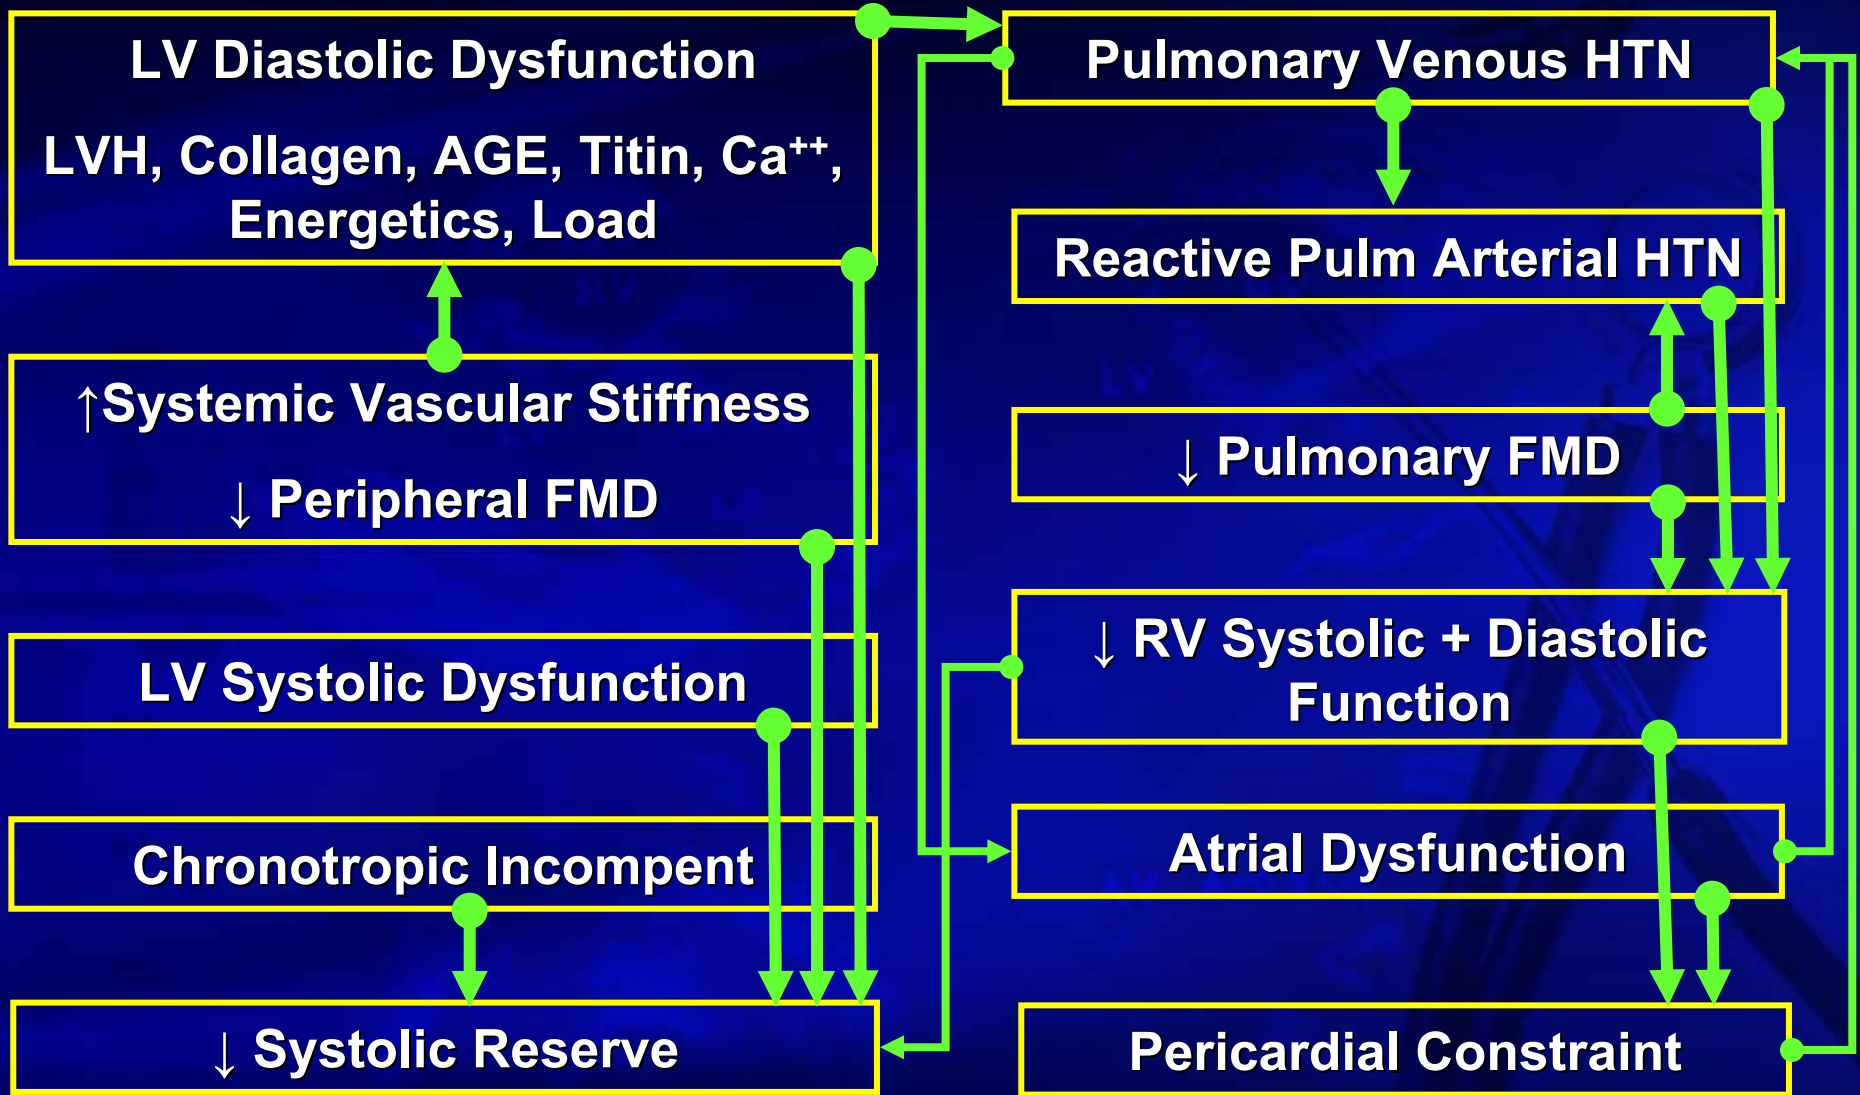 LV Diastolic Dysfunction
LVH, Collagen, AGE, Titin, Ca⁺⁺,
Energetics, Load
↑Systemic Vascular Stiffness
↓ Peripheral FMD
LV Systolic Dysfunction
Chronotropic Incompent
↓ Systolic Reserve
Pulmonary Venous HTN
Reactive Pulm Arterial HTN
↓ Pulmonary FMD
↓ RV Systolic + Diastolic
Function
Atrial Dysfunction
Pericardial Constraint
RV
LV